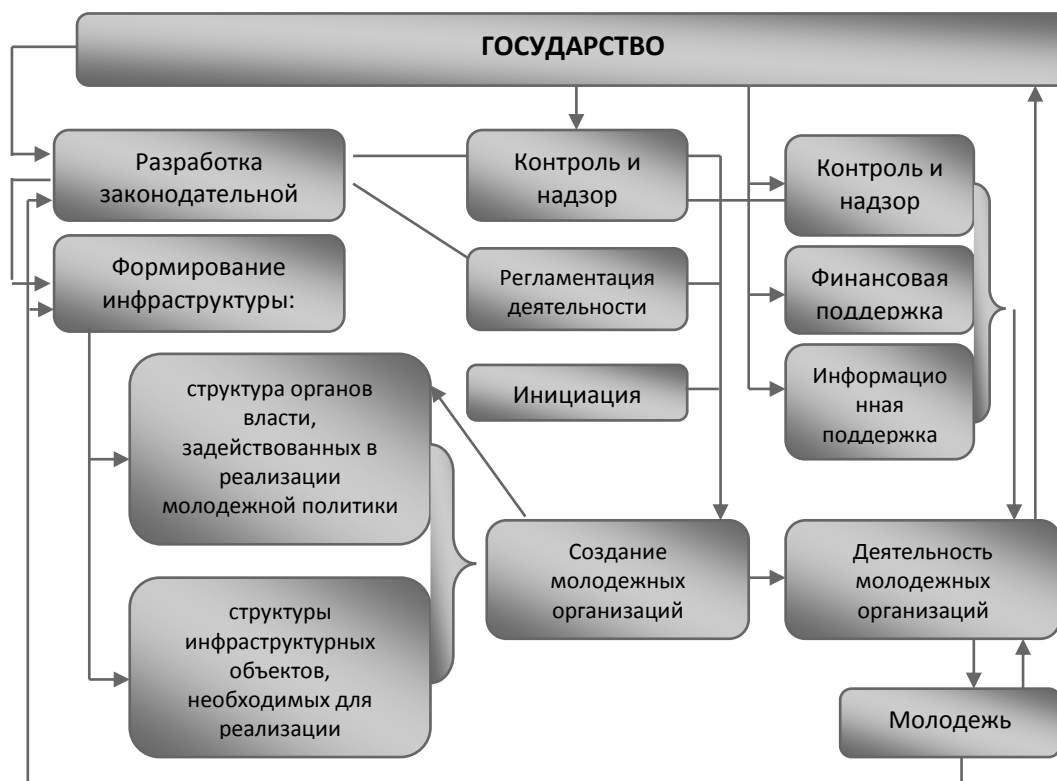 ГОСУДАРСТВО
Разработка
законодательной
Контроль и
надзор
Контроль и
надзор
Формирование
инфраструктуры:
Регламентация
деятельности
Финансовая
поддержка
Инициация
Информацио
нная
поддержка
структура органов
власти,
задействованных в
реализации
молодежной политики
Создание
молодежных
организаций
Деятельность
молодежных
организаций
структуры
инфраструктурных
объектов,
необходимых для
реализации
Молодежь